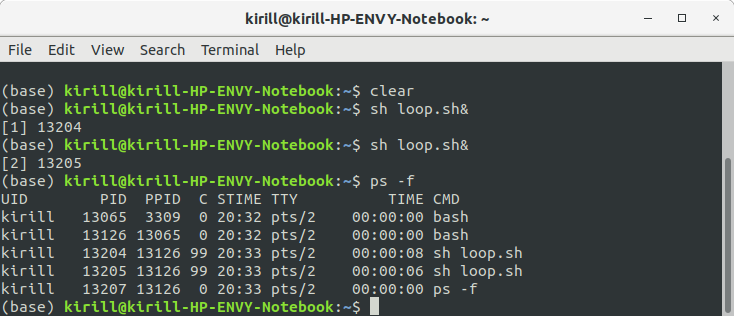 kirill@kirill-HP-ENVY-Notebook: ~
File Edit View Search Terminal Help
(base) kirill@kirill-HP-ENVY-Notebook:~$ clear
(base) kirill@kirill-HP-ENVY-Notebook:~$ sh loop.sh&
[1] 13204
(base) kirill@kirill-HP-ENVY-Notebook:~$ sh loop.sh&
[2] 13205
(base) kirill@kirill-HP-ENVY-Notebook:~$ ps -f
UID        PID  PPID  C STIME TTY          TIME CMD
kirill   13065  3309  0 20:32 pts/2    00:00:00 bash
kirill   13126 13065  0 20:32 pts/2    00:00:00 bash
kirill   13204 13126 99 20:33 pts/2    00:00:08 sh loop.sh
kirill   13205 13126 99 20:33 pts/2    00:00:06 sh loop.sh
kirill   13207 13126  0 20:33 pts/2    00:00:00 ps -f
(base) kirill@kirill-HP-ENVY-Notebook:~$